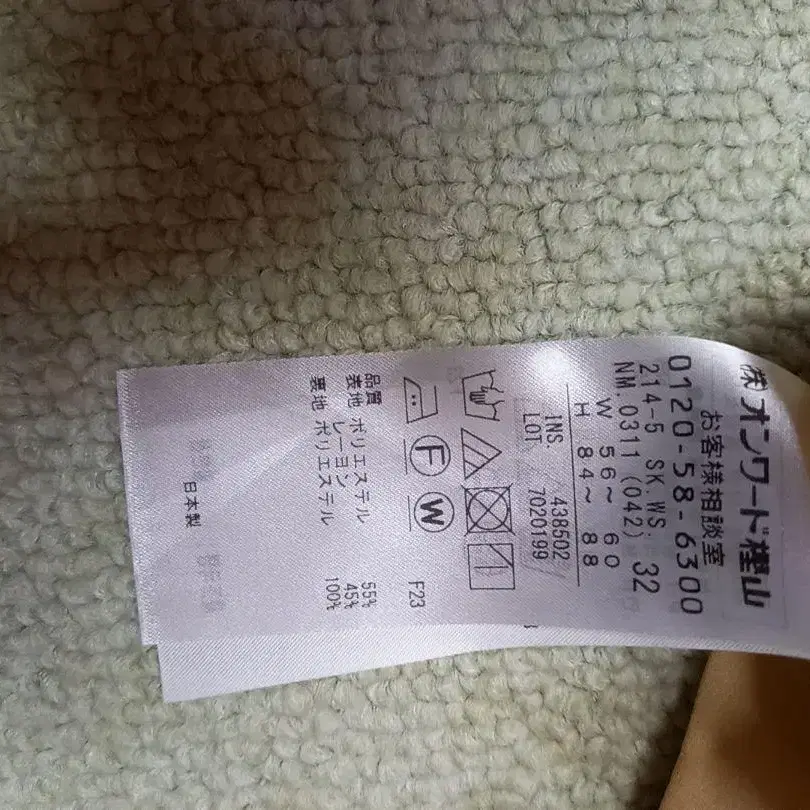 ㈱オンワード樫山
お客様相談室
0120-58-6300
214-5 SK.WS: 32
NM.0311 (042)
W 56～ 60
H 84～ 88
INS. 438502
LOT 7020199
F W F23
品質
表地 ポリエステル 55%
レーヨン 45%
裏地 ポリエステル 100%
日本製